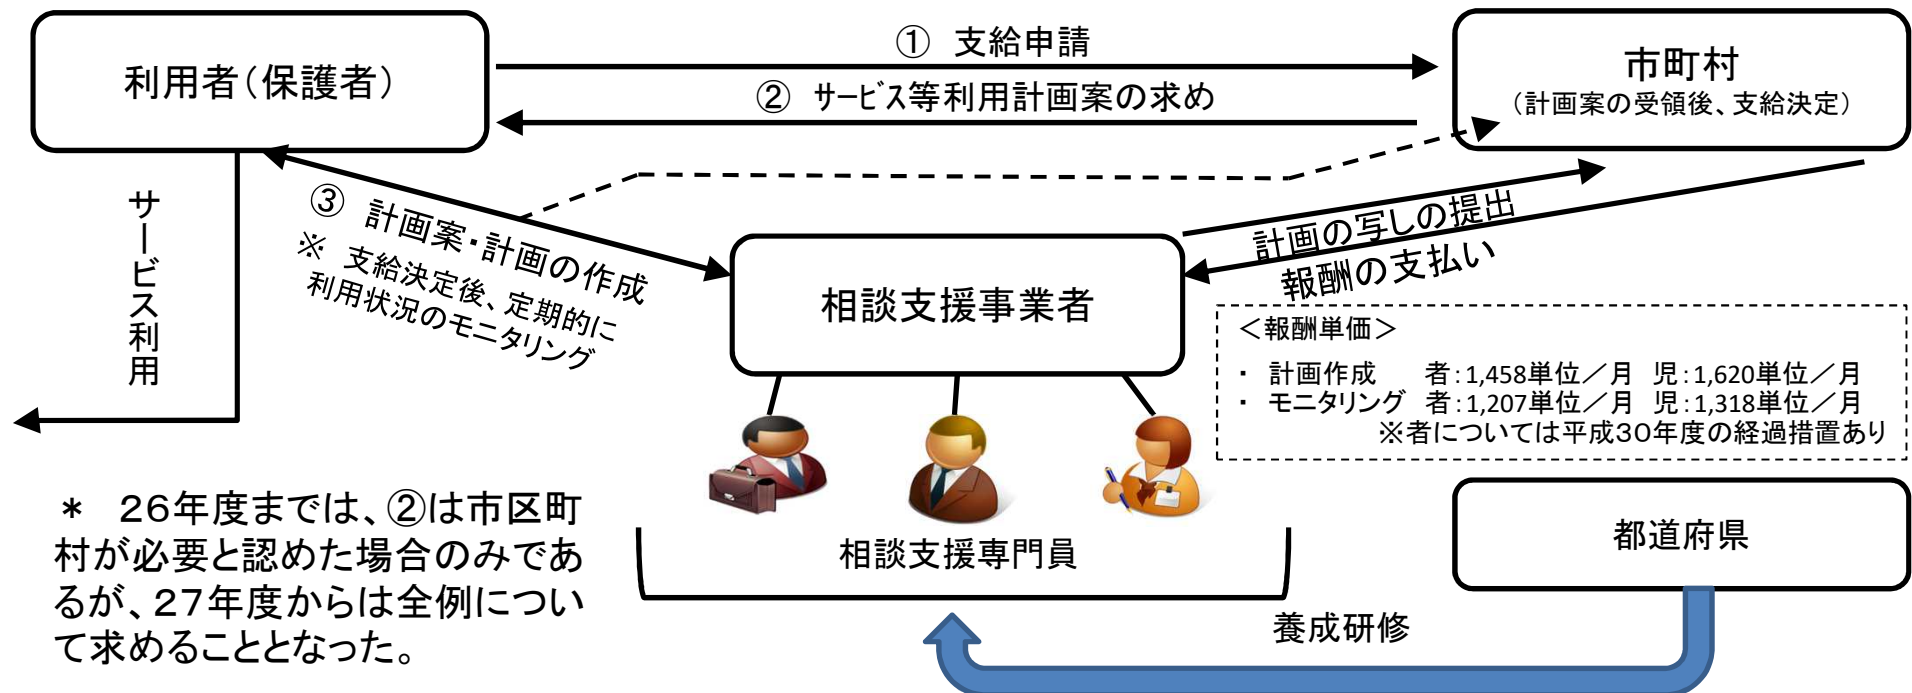 利用者（保護者）
① 支給申請
② サービス等利用計画案の求め
市町村
（計画案の受領後、支給決定）
サービス利用
③ 計画案・計画の作成
※ 支給決定後、定期的に
利用状況のモニタリング
相談支援事業者
計画の写しの提出
報酬の支払い
＜報酬単価＞
・ 計画作成 者：1,458単位／月 児：1,620単位／月
・ モニタリング 者：1,207単位／月 児：1,318単位／月
※者については平成３０年度の経過措置あり
相談支援専門員
都道府県
養成研修
＊ ２６年度までは、②は市区町
村が必要と認めた場合のみであ
るが、２７年度からは全例につい
て求めることとなった。